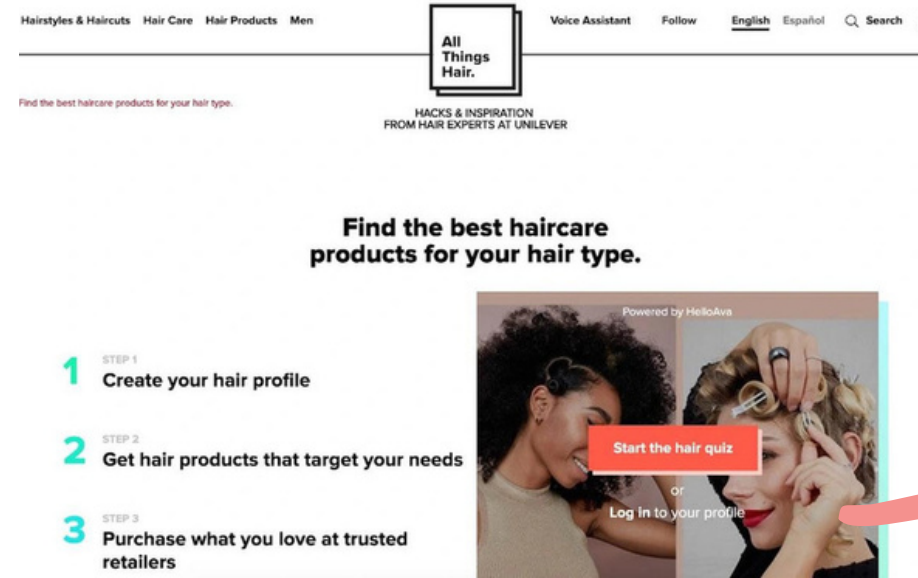 Hairstyles & Haircuts Hair Care Hair Products Men
Voice Assistant Follow English Español Search
All
Things
Hair.
Find the best haircare products for your hair type.
HACKS & INSPIRATION
FROM HAIR EXPERTS AT UNILEVER
Find the best haircare
products for your hair type.
1 STEP 1
Create your hair profile
2 STEP 2
Get hair products that target your needs
3 STEP 3
Purchase what you love at trusted
retailers
Powered by HelloAva
Start the hair quiz
or
Log in to your profile